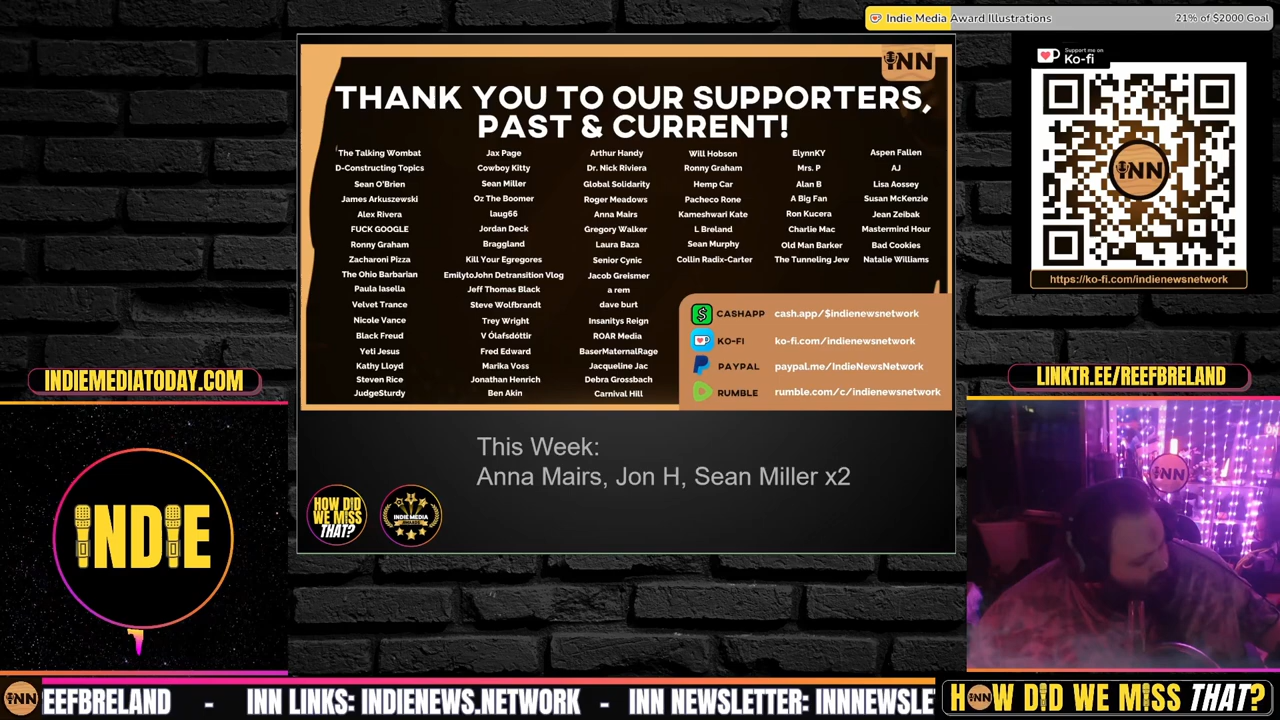 Indie Media Award Illustrations
21% of $2000 Goal
INN
THANK YOU TO OUR SUPPORTERS,
PAST & CURRENT!
The Talking Wombat
D-Constructing Topics
Sean O'Brien
James Arkuszewski
Alex Rivera
FUCK GOOGLE
Ronny Graham
Zacharoni Pizza
The Ohio Barbarian
Paula Iasella
Velvet Trance
Nicole Vance
Black Freud
Yeti Jesus
Kathy Lloyd
Steven Rice
JudgeSturdy
Jax Page
Cowboy Kitty
Sean Miller
Oz The Boomer
laug66
Jordan Deck
Braggland
Kill Your Egregores
EmilytoJohn Detransition Vlog
Jeff Thomas Black
Steve Wolfbrandt
Trey Wright
V Ólafsdóttir
Fred Edward
Marika Voss
Jonathan Henrich
Ben Akin
Arthur Handy
Dr. Nick Riviera
Global Solidarity
Roger Meadows
Anna Mairs
Gregory Walker
Laura Baza
Senior Cynic
Jacob Greismer
a rem
dave burt
Insanitys Reign
ROAR Media
BaserMaternalRage
Jacqueline Jac
Debra Grossbach
Carnival Hill
Will Hobson
Ronny Graham
Hemp Car
Pacheco Rone
Kameshwari Kate
L Breland
Sean Murphy
Collin Radix-Carter
ElynnKY
Mrs. P
Alan B
A Big Fan
Ron Kucera
Charlie Mac
Old Man Barker
The Tunneling Jew
Aspen Fallen
AJ
Lisa Aossey
Susan McKenzie
Jean Zeibak
Mastermind Hour
Bad Cookies
Natalie Williams
CASHAPP cash.app/$indienewsnetwork
KO-FI ko-fi.com/indienewsnetwork
PAYPAL paypal.me/IndieNewsNetwork
RUMBLE rumble.com/c/indienewsnetwork
This Week:
Anna Mairs, Jon H, Sean Miller x2
HOW DID
WE MISS
THAT?
INDIE MEDIA
Support me on
Ko-fi
INN
https://ko-fi.com/indienewsnetwork
INDIEMEDIATODAY.COM
INDIE
LINKTR.EE/REEFBRELAND
INN
INN
EEFBRELAND - INN LINKS: INDIENEWS.NETWORK - INN NEWSLETTER: INNNEWSLE
HOW DID WE MISS THAT?